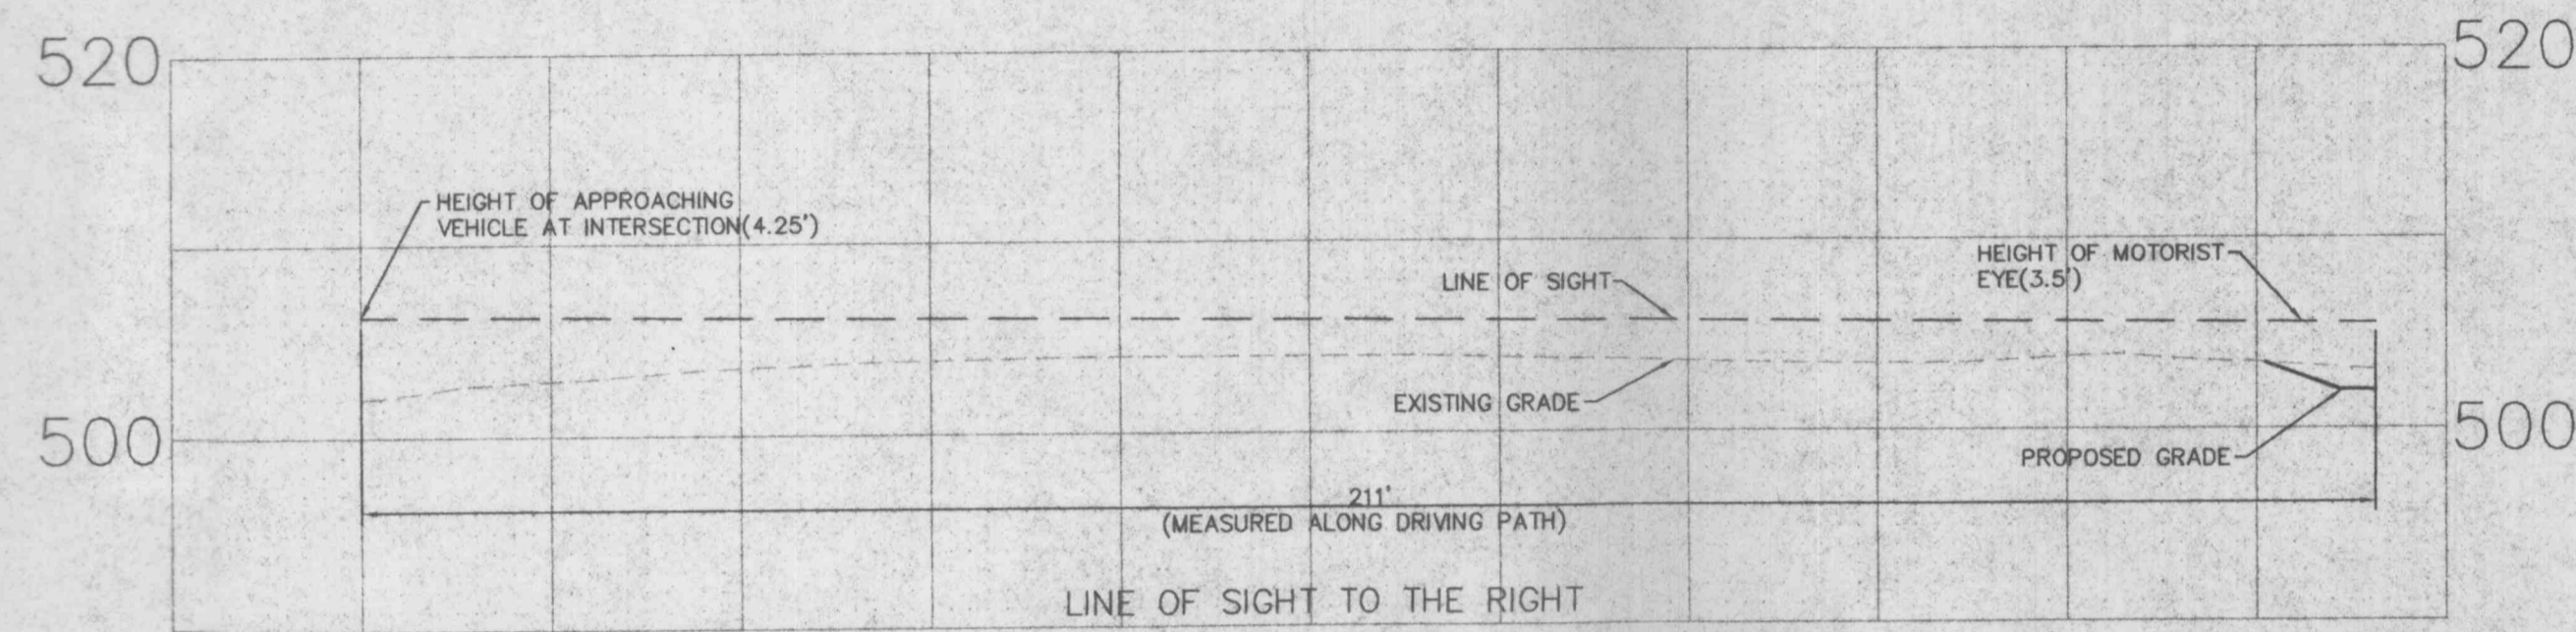 520
520
HEIGHT OF APPROACHING
VEHICLE AT INTERSECTION(4.25')
HEIGHT OF MOTORIST
EYE(3.5')
LINE OF SIGHT
EXISTING GRADE
500
500
PROPOSED GRADE
211'
(MEASURED ALONG DRIVING PATH)
LINE OF SIGHT TO THE RIGHT